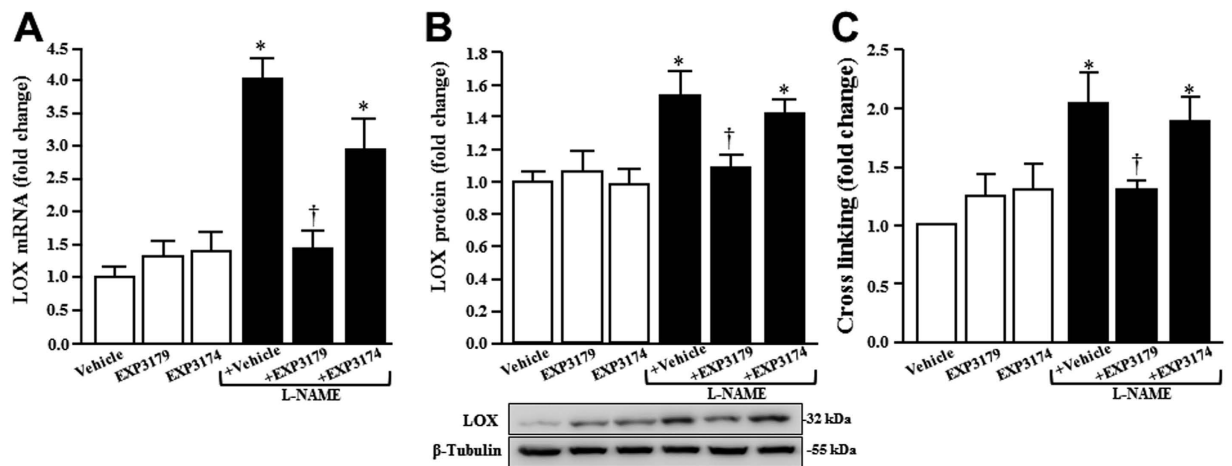 A
LOX mRNA (fold change)
4.5
4.0
3.5
3.0
2.5
2.0
1.5
1.0
0.5
0.0
*
†
*
Vehicle
EXP3179
EXP3174
+Vehicle
+EXP3179
+EXP3174
L-NAME
B
LOX protein (fold change)
1.8
1.6
1.4
1.2
1.0
0.8
0.6
0.4
0.2
0.0
*
†
*
Vehicle
EXP3179
EXP3174
+Vehicle
+EXP3179
+EXP3174
L-NAME
LOX
-32 kDa
β-Tubulin
-55 kDa
C
Cross linking (fold change)
2.5
2.0
1.5
1.0
0.5
0.0
*
†
*
Vehicle
EXP3179
EXP3174
+Vehicle
+EXP3179
+EXP3174
L-NAME